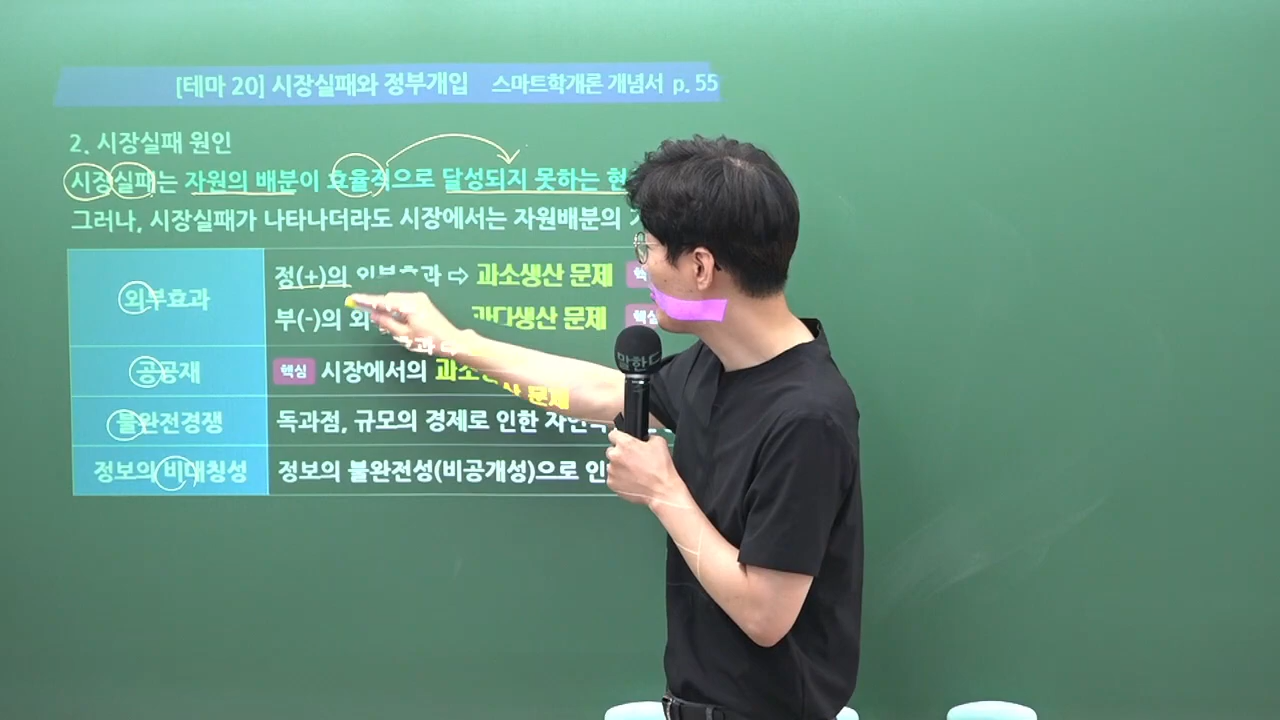 [테마 20] 시장실패와 정부개입 스마트학개론 개념서 p. 55
2. 시장실패 원인
시장실패는 자원의 배분이 효율적으로 달성되지 못하는 현
그러나, 시장실패가 나타나더라도 시장에서는 자원배분의
외부효과
정(+)의 외부효과 ⇨ 과소생산 문제
부(-)의 과다생산 문제
공공재
핵심 시장에서의
불완전경쟁
독과점, 규모의 경제로 인한
정보의 비대칭성
정보의 불완전성(비공개성)으로